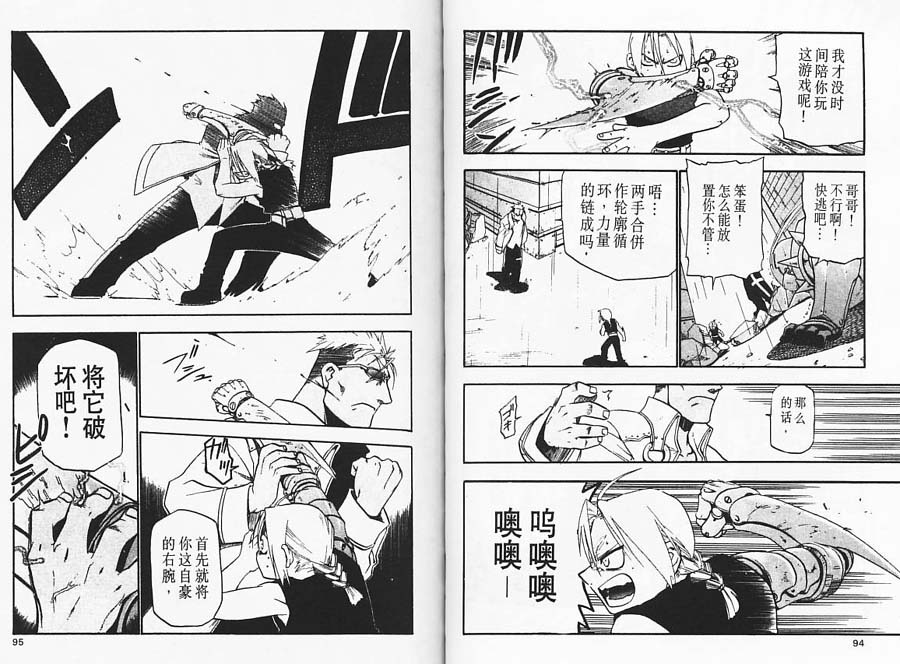 我才没时
间陪你玩
这游戏呢！
哥哥！
不行啊！
快逃吧！…
笨蛋！
怎么能放
置你不管…
唔…
两手合併
作轮廓循
环，力量
的链成吗…
那么
的话，
呜噢噢
噢噢—
94
首先就将
你这自豪
的右腕，
将它破
坏吧！
95